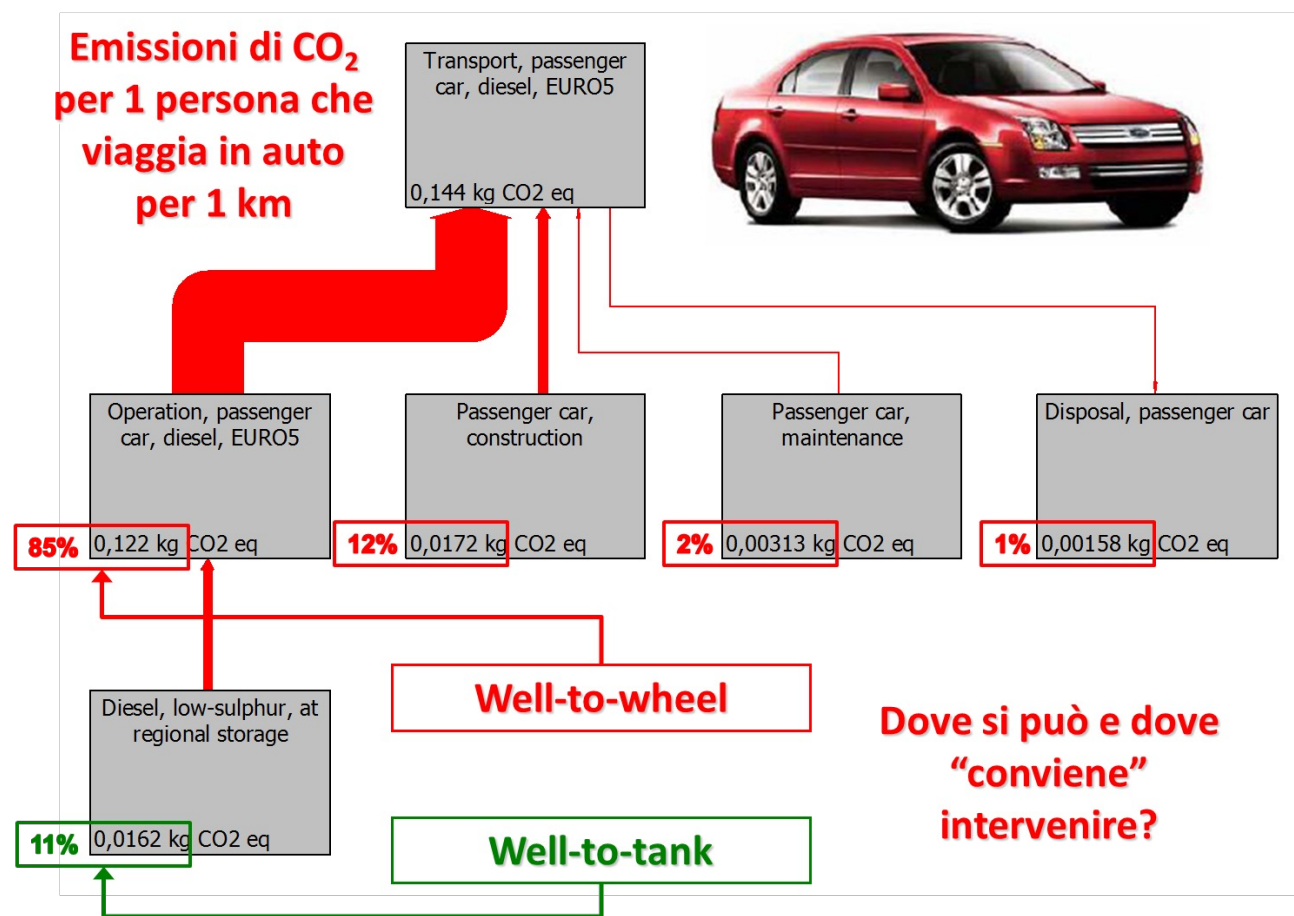 Emissioni di CO₂
per 1 persona che
viaggia in auto
per 1 km
Transport, passenger
car, diesel, EURO5
0,144 kg CO2 eq
Operation, passenger
car, diesel, EURO5
85% 0,122 kg CO2 eq
Passenger car,
construction
12% 0,0172 kg CO2 eq
Passenger car,
maintenance
2% 0,00313 kg CO2 eq
Disposal, passenger car
1% 0,00158 kg CO2 eq
Well-to-wheel
Diesel, low-sulphur, at
regional storage
11% 0,0162 kg CO2 eq
Well-to-tank
Dove si può e dove
“conviene”
intervenire?